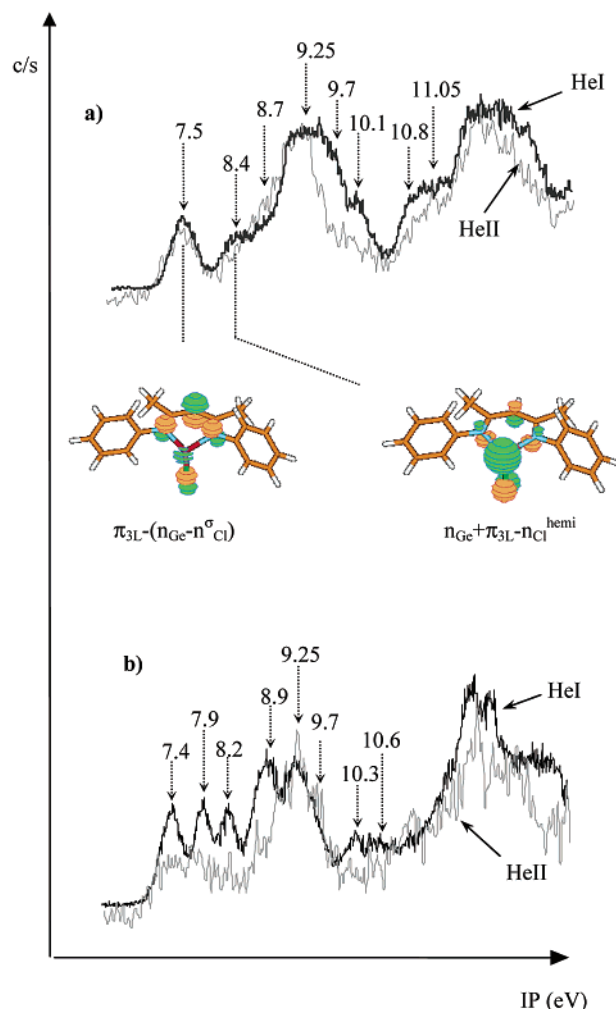 c/s
a)
7.5
8.4
8.7
9.25
9.7
10.1
10.8
11.05
HeI
HeII
π3L-(nGe-nσCl)
nGe+π3L-nClhemi
b)
7.4
7.9
8.2
8.9
9.25
9.7
10.3
10.6
HeI
HeII
IP (eV)